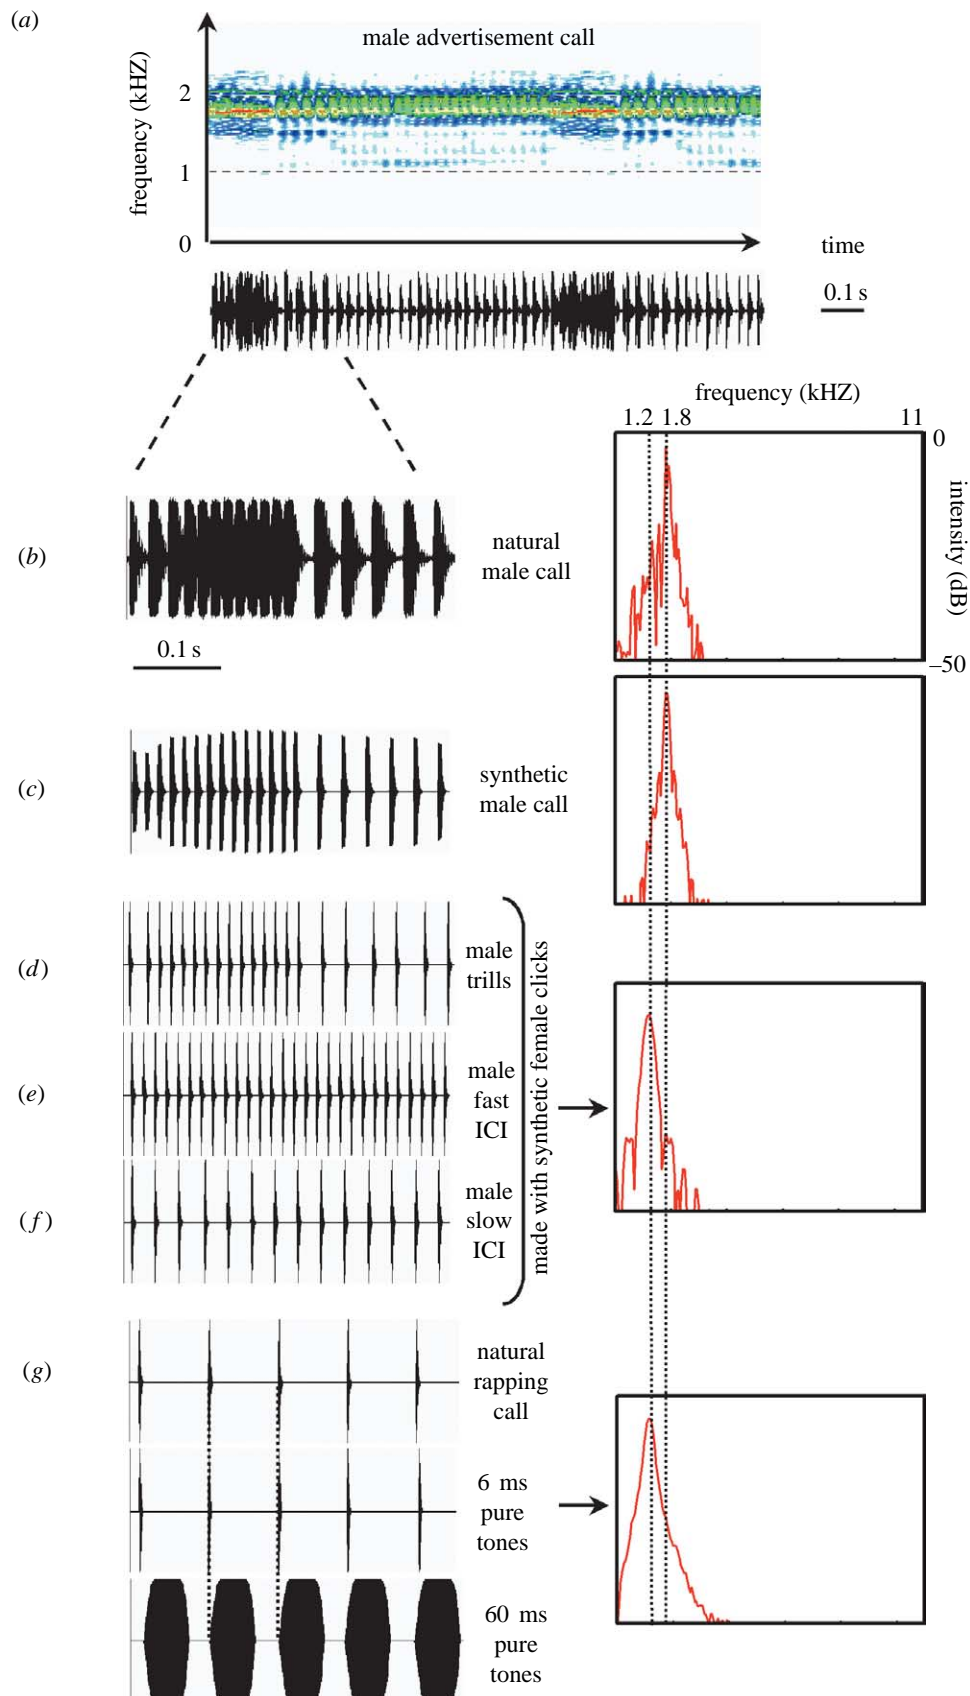 (a)
male advertisement call
frequency (kHZ)
2
1
0
time
0.1 s
frequency (kHZ)
1.2 1.8 11
0
intensity (dB)
–50
(b)
natural
male call
0.1 s
(c)
synthetic
male call
(d)
male
trills
(e)
male
fast
ICI
(f)
male
slow
ICI
made with synthetic female clicks
(g)
natural
rapping
call
6 ms
pure
tones
60 ms
pure
tones